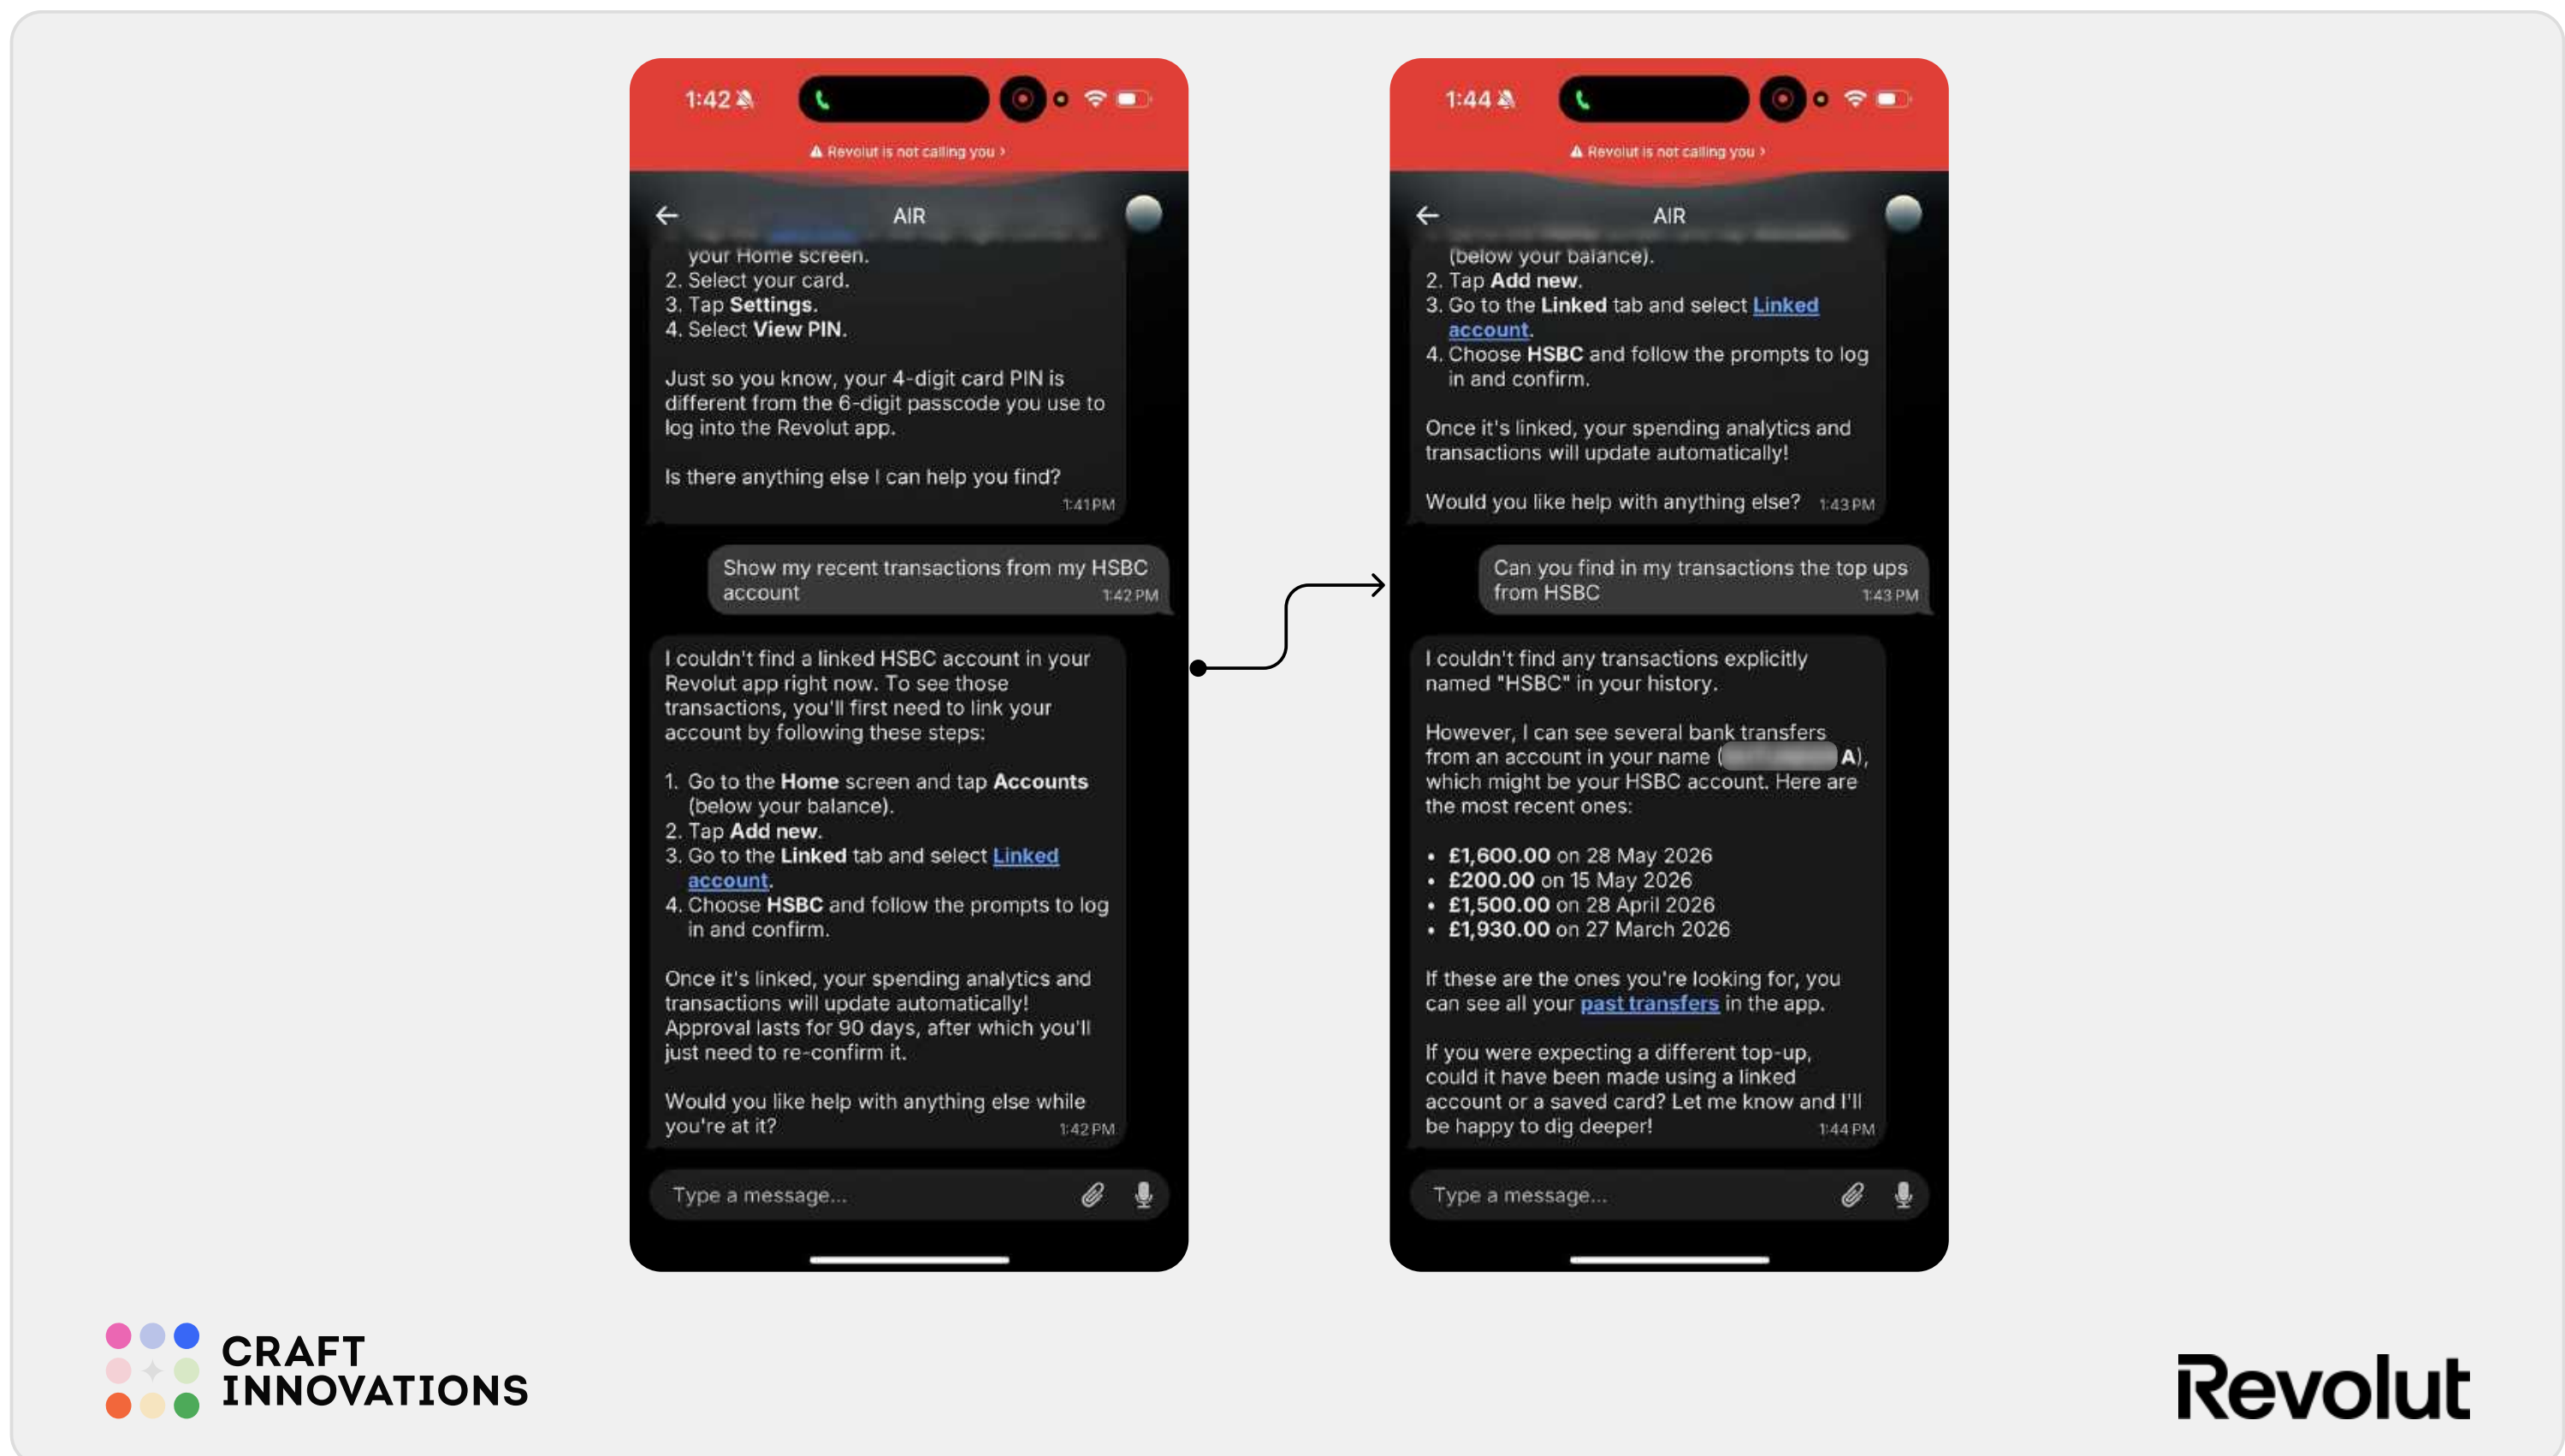 1:42
Revolut is not calling you ›
AIR
your Home screen.
2. Select your card.
3. Tap Settings.
4. Select View PIN.
Just so you know, your 4-digit card PIN is
different from the 6-digit passcode you use to
log into the Revolut app.
Is there anything else I can help you find?
1:41 PM
Show my recent transactions from my HSBC
account
1:42 PM
I couldn't find a linked HSBC account in your
Revolut app right now. To see those
transactions, you'll first need to link your
account by following these steps:
1. Go to the Home screen and tap Accounts
(below your balance).
2. Tap Add new.
3. Go to the Linked tab and select Linked
account.
4. Choose HSBC and follow the prompts to log
in and confirm.
Once it's linked, your spending analytics and
transactions will update automatically!
Approval lasts for 90 days, after which you'll
just need to re-confirm it.
Would you like help with anything else while
you're at it?
1:42 PM
Type a message...
1:44
Revolut is not calling you ›
AIR
(below your balance).
2. Tap Add new.
3. Go to the Linked tab and select Linked
account.
4. Choose HSBC and follow the prompts to log
in and confirm.
Once it's linked, your spending analytics and
transactions will update automatically!
Would you like help with anything else? 1:43 PM
Can you find in my transactions the top ups
from HSBC
1:43 PM
I couldn't find any transactions explicitly
named "HSBC" in your history.
However, I can see several bank transfers
from an account in your name ( A),
which might be your HSBC account. Here are
the most recent ones:
• £1,600.00 on 28 May 2026
• £200.00 on 15 May 2026
• £1,500.00 on 28 April 2026
• £1,930.00 on 27 March 2026
If these are the ones you're looking for, you
can see all your past transfers in the app.
If you were expecting a different top-up,
could it have been made using a linked
account or a saved card? Let me know and I'll
be happy to dig deeper!
1:44 PM
Type a message...
CRAFT
INNOVATIONS
Revolut